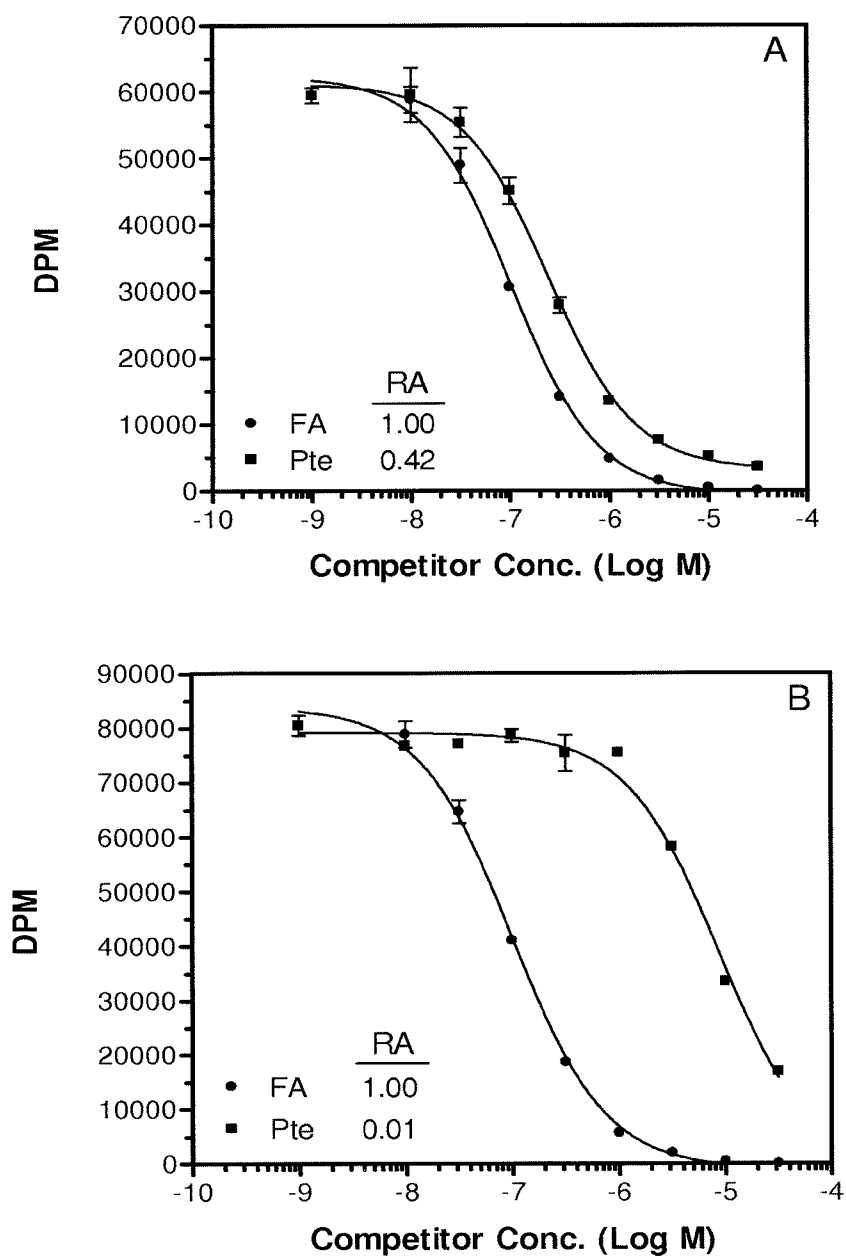 A
70000
60000
50000
40000
30000
20000
10000
0
DPM
RA
FA 1.00
Pte 0.42
-10 -9 -8 -7 -6 -5 -4
Competitor Conc. (Log M)
B
90000
80000
70000
60000
50000
40000
30000
20000
10000
0
DPM
RA
FA 1.00
Pte 0.01
-10 -9 -8 -7 -6 -5 -4
Competitor Conc. (Log M)